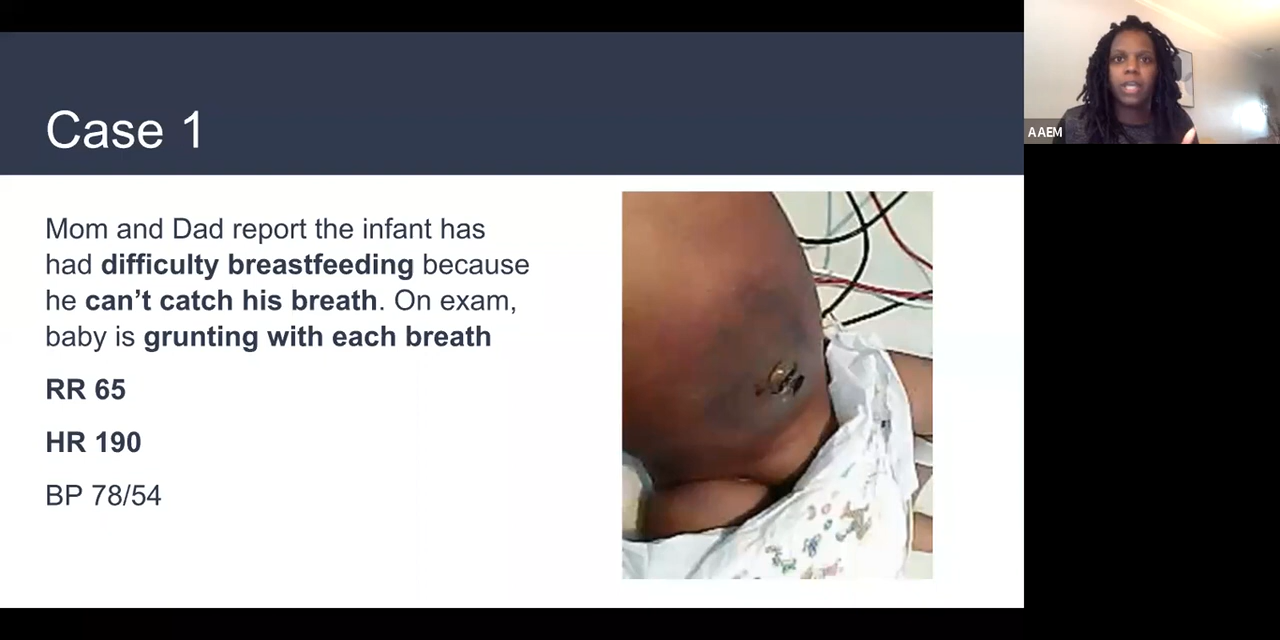 Case 1
Mom and Dad report the infant has
had difficulty breastfeeding because
he can’t catch his breath. On exam,
baby is grunting with each breath
RR 65
HR 190
BP 78/54
AAEM